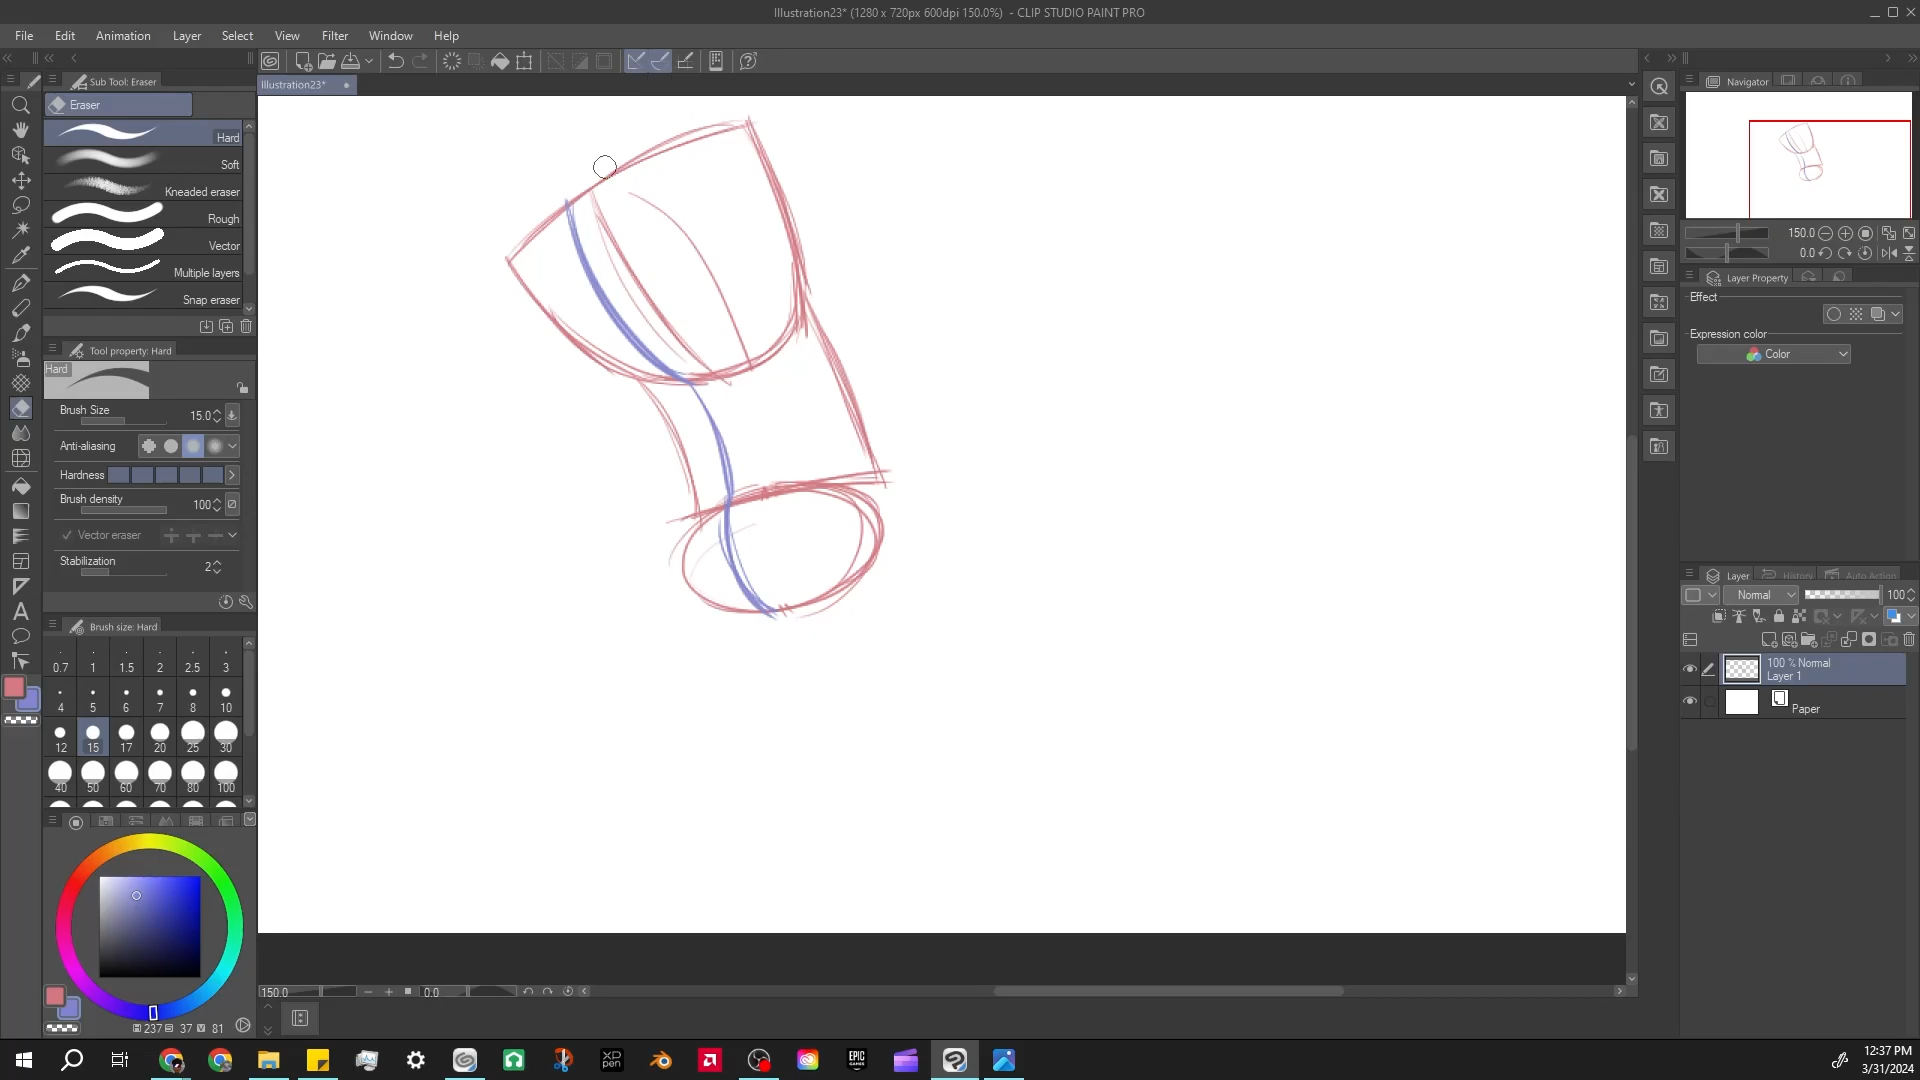 Illustration23* (1280 x 720px 600dpi 150.0%) - CLIP STUDIO PAINT PRO
File Edit Animation Layer Select View Filter Window Help
Sub Tool: Eraser
Illustration23*
Navigator
Eraser
Hard
Soft
Kneaded eraser
Rough
Vector
Multiple layers
Snap eraser
150.0
0.0
Layer Property
Effect
Expression color
Color
Tool property: Hard
Hard
Brush Size 15.0
Anti-aliasing
Hardness
Brush density 100
Vector eraser
Stabilization 2
Brush size: Hard
0.7 1 1.5 2 2.5 3
4 5 6 7 8 10
12 15 17 20 25 30
40 50 60 70 80 100
Layer History Auto Action
Normal 100
100 % Normal
Layer 1
Paper
150.0 0.0
H 237 S 37 V 81
XP
pen
EPIC
GAMES
12:37 PM
3/31/2024